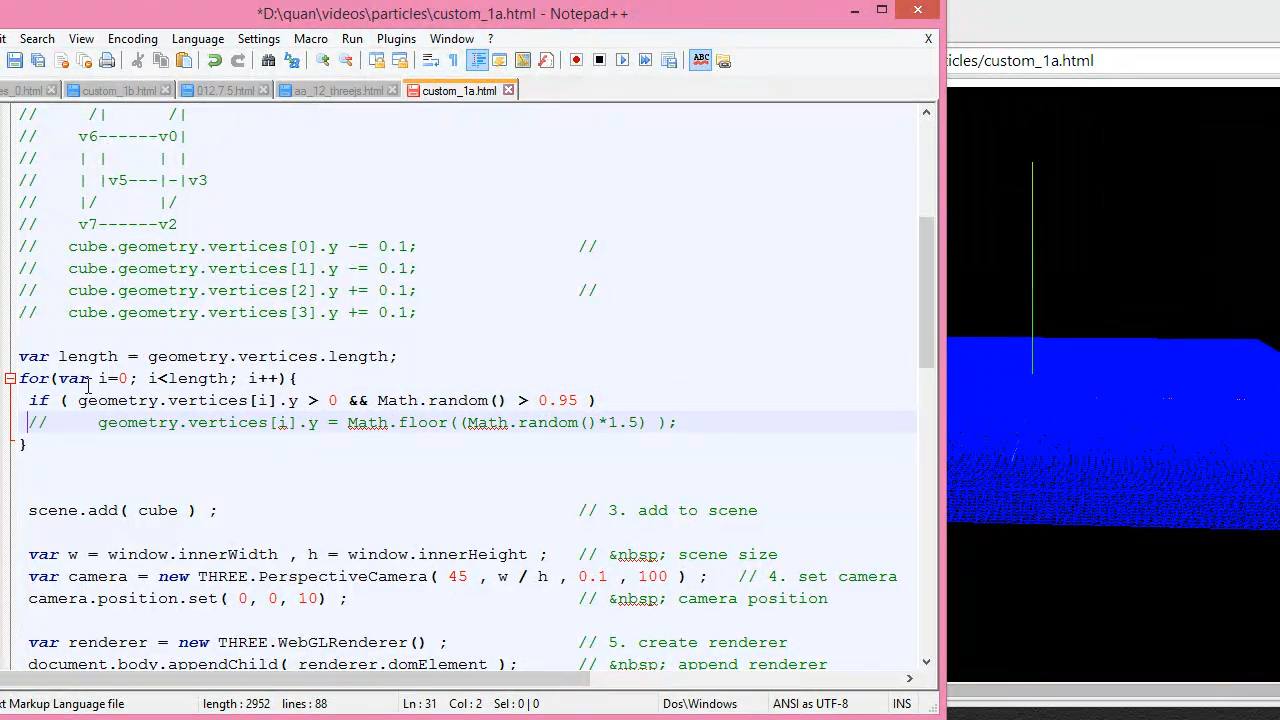 *D:\quan\videos\particles\custom_1a.html - Notepad++
it Search View Encoding Language Settings Macro Run Plugins Window ? X
ABC
es_0.html custom_1b.html 012.7 5.html aa_12_threejs.html custom_1a.html
ticles/custom_1a.html
// /| /|
// v6------v0|
// | | | |
// | |v5---|-|v3
// |/ |/
// v7------v2
// cube.geometry.vertices[0].y -= 0.1; //
// cube.geometry.vertices[1].y -= 0.1;
// cube.geometry.vertices[2].y += 0.1; //
// cube.geometry.vertices[3].y += 0.1;
var length = geometry.vertices.length;
for(var i=0; i<length; i++){
if ( geometry.vertices[i].y > 0 && Math.random() > 0.95 )
// geometry.vertices[i].y = Math.floor((Math.random()*1.5) );
}
scene.add( cube ) ; // 3. add to scene
var w = window.innerWidth , h = window.innerHeight ; // &nbsp; scene size
var camera = new THREE.PerspectiveCamera( 45 , w / h , 0.1 , 100 ) ; // 4. set camera
camera.position.set( 0, 0, 10) ; // &nbsp; camera position
var renderer = new THREE.WebGLRenderer() ; // 5. create renderer
document.body.appendChild( renderer.domElement ); // &nbsp; append renderer
xt Markup Language file length : 2952 lines : 88 Ln : 31 Col : 2 Sel : 0 | 0 Dos\Windows ANSI as UTF-8 INS